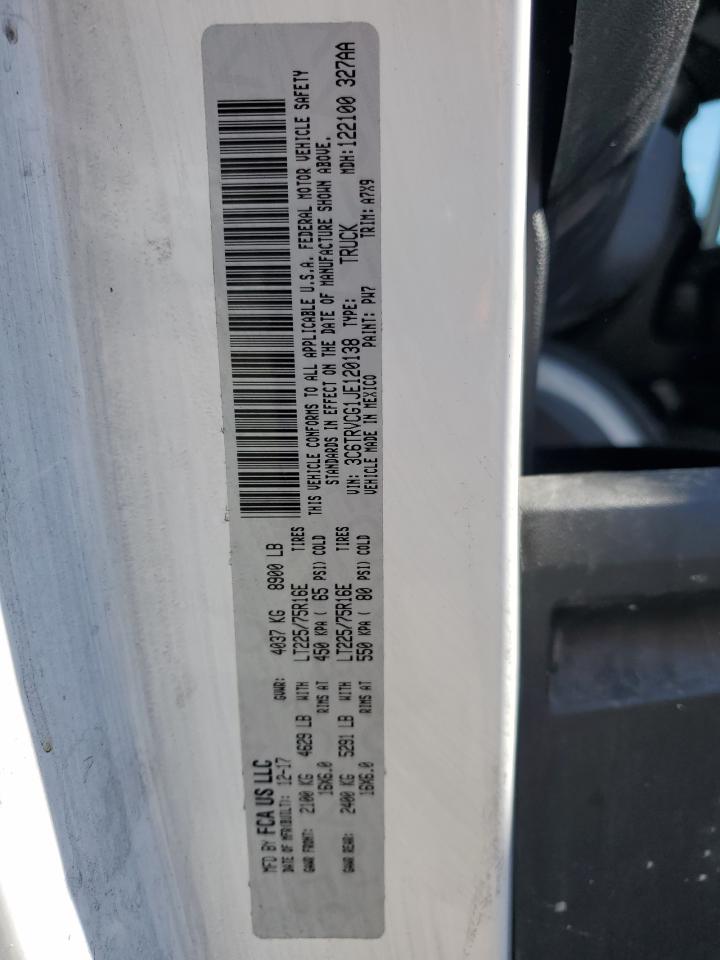 MFD BY FCA US LLC
DATE OF MFR(BUILT): 12-17 GVWR: 4037 KG 8900 LB
GAWR FRONT: 2100 KG 4629 LB WITH LT225/75R16E TIRES
16X6.0 RIMS AT 450 KPA ( 65 PSI) COLD
GAWR REAR: 2400 KG 5291 LB WITH LT225/75R16E TIRES
16X6.0 RIMS AT 550 KPA ( 80 PSI) COLD
THIS VEHICLE CONFORMS TO ALL APPLICABLE U.S.A. FEDERAL MOTOR VEHICLE SAFETY
STANDARDS IN EFFECT ON THE DATE OF MANUFACTURE SHOWN ABOVE.
VIN: 3C6TRVCG1JE120138 TYPE: TRUCK MDH:122100 327AA
VEHICLE MADE IN MEXICO PAINT: PW7 TRIM: A7X9